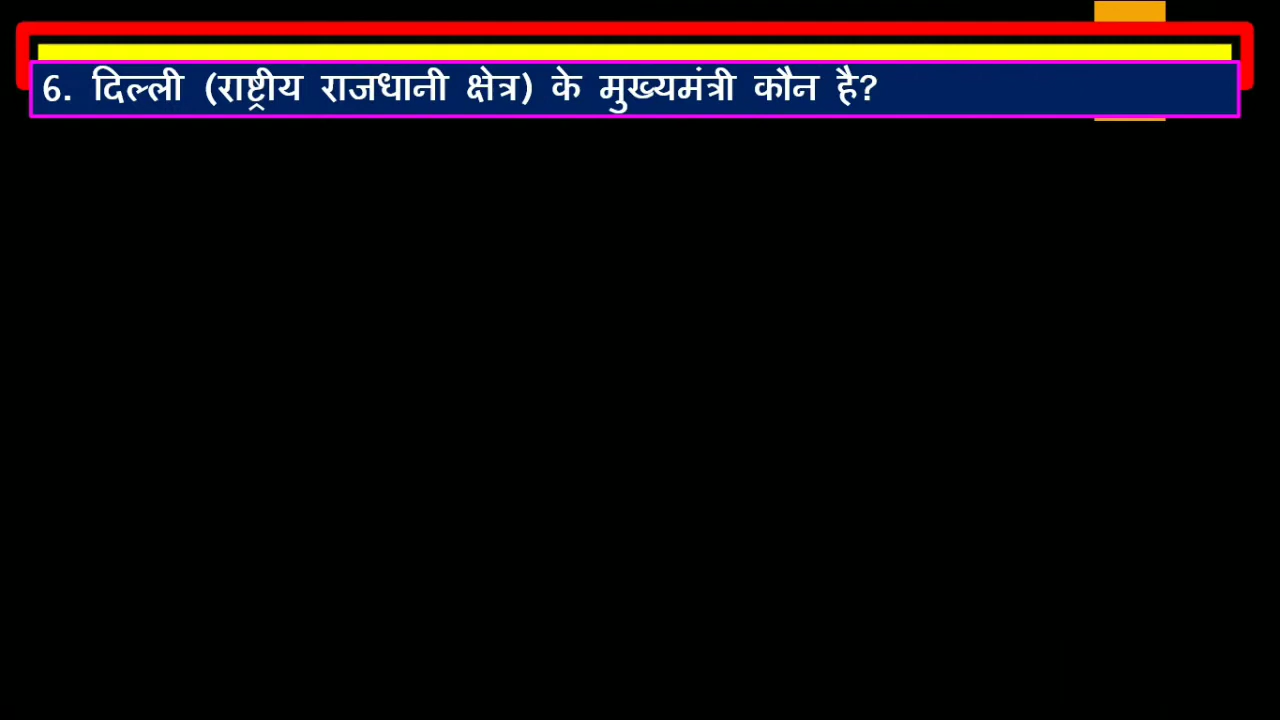 6. दिल्ली (राष्ट्रीय राजधानी क्षेत्र) के मुख्यमंत्री कौन है?